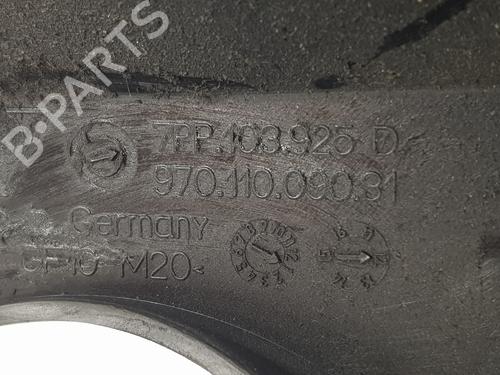 B-PARTS
7PP.103.925 D
970.110.090.31
Germany
M20<